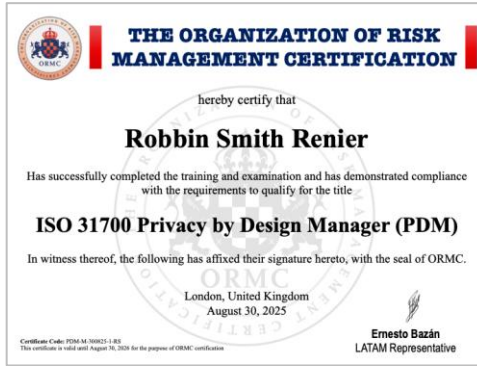 THE ORGANIZATION OF RISK
MANAGEMENT CERTIFICATION
ORMC
hereby certify that
Robbin Smith Renier
Has successfully completed the training and examination and has demonstrated compliance
with the requirements to qualify for the title
ISO 31700 Privacy by Design Manager (PDM)
In witness thereof, the following has affixed their signature hereto, with the seal of ORMC.
ORMC
London, United Kingdom
August 30, 2025
Ernesto Bazán
LATAM Representative
Certificate Code: PDM-M-300825-1-RS
This certificate is valid until August 30, 2026 for the purpose of ORMC certification